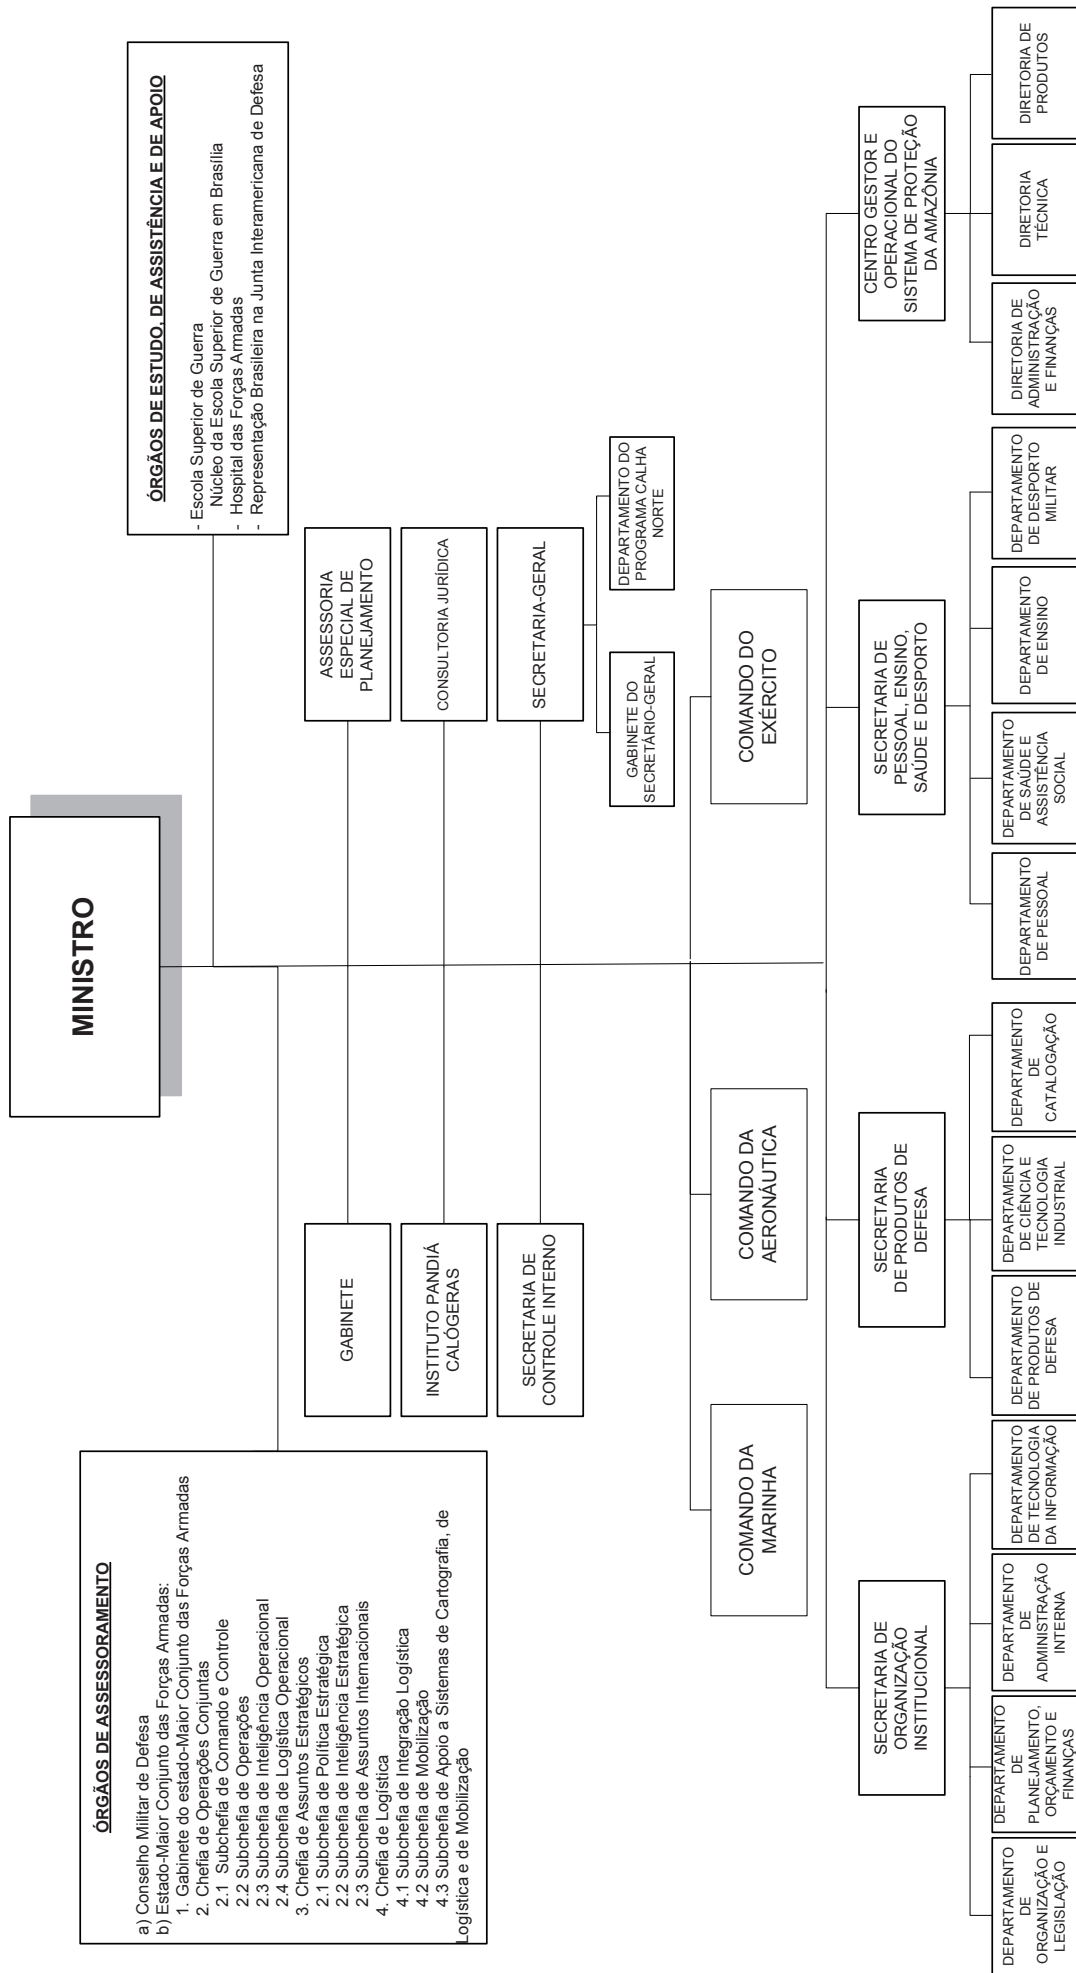 MINISTRO
ÓRGÃOS DE ASSESSORAMENTO
a) Conselho Militar de Defesa
b) Estado-Maior Conjunto das Forças Armadas:
1. Gabinete do estado-Maior Conjunto das Forças Armadas
2. Chefia de Operações Conjuntas
2.1 Subchefia de Comando e Controle
2.2 Subchefia de Operações
2.3 Subchefia de Inteligência Operacional
2.4 Subchefia de Logística Operacional
3. Chefia de Assuntos Estratégicos
2.1 Subchefia de Política Estratégica
2.2 Subchefia de Inteligência Estratégica
2.3 Subchefia de Assuntos Internacionais
4. Chefia de Logística
4.1 Subchefia de Integração Logística
4.2 Subchefia de Mobilização
4.3 Subchefia de Apoio a Sistemas de Cartografia, de
Logística e de Mobilização
ÓRGÃOS DE ESTUDO, DE ASSISTÊNCIA E DE APOIO
- Escola Superior de Guerra
Núcleo da Escola Superior de Guerra em Brasília
- Hospital das Forças Armadas
- Representação Brasileira na Junta Interamericana de Defesa
GABINETE
ASSESSORIA
ESPECIAL DE
PLANEJAMENTO
INSTITUTO PANDIÁ
CALÓGERAS
CONSULTORIA JURÍDICA
SECRETARIA DE
CONTROLE INTERNO
SECRETARIA-GERAL
GABINETE DO
SECRETÁRIO-GERAL
DEPARTAMENTO DO
PROGRAMA CALHA
NORTE
COMANDO DA
MARINHA
COMANDO DA
AERONÁUTICA
COMANDO DO
EXÉRCITO
SECRETARIA DE
ORGANIZAÇÃO
INSTITUCIONAL
SECRETARIA
DE PRODUTOS DE
DEFESA
SECRETARIA DE
PESSOAL, ENSINO,
SAÚDE E DESPORTO
CENTRO GESTOR E
OPERACIONAL DO
SISTEMA DE PROTEÇÃO
DA AMAZÔNIA
DEPARTAMENTO
DE
ORGANIZAÇÃO E
LEGISLAÇÃO
DEPARTAMENTO
DE
PLANEJAMENTO,
ORÇAMENTO E
FINANÇAS
DEPARTAMENTO
DE
ADMINISTRAÇÃO
INTERNA
DEPARTAMENTO
DE TECNOLOGIA
DA INFORMAÇÃO
DEPARTAMENTO
DE PRODUTOS DE
DEFESA
DEPARTAMENTO
DE CIÊNCIA E
TECNOLOGIA
INDUSTRIAL
DEPARTAMENTO
DE
CATALOGAÇÃO
DEPARTAMENTO
DE PESSOAL
DEPARTAMENTO
DE SAÚDE E
ASSISTÊNCIA
SOCIAL
DEPARTAMENTO
DE ENSINO
DEPARTAMENTO
DE DESPORTO
MILITAR
DIRETORIA DE
ADMINISTRAÇÃO
E FINANÇAS
DIRETORIA
TÉCNICA
DIRETORIA DE
PRODUTOS